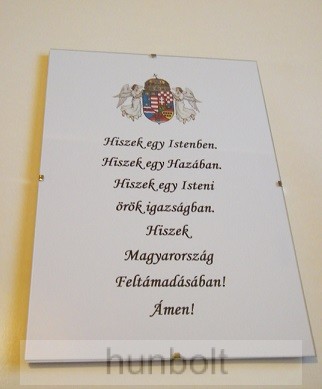 Hiszek egy Istenben.
Hiszek egy Hazában.
Hiszek egy Isteni
örök igazságban.
Hiszek
Magyarország
Feltámadásában!
Ámen!
hunbolt